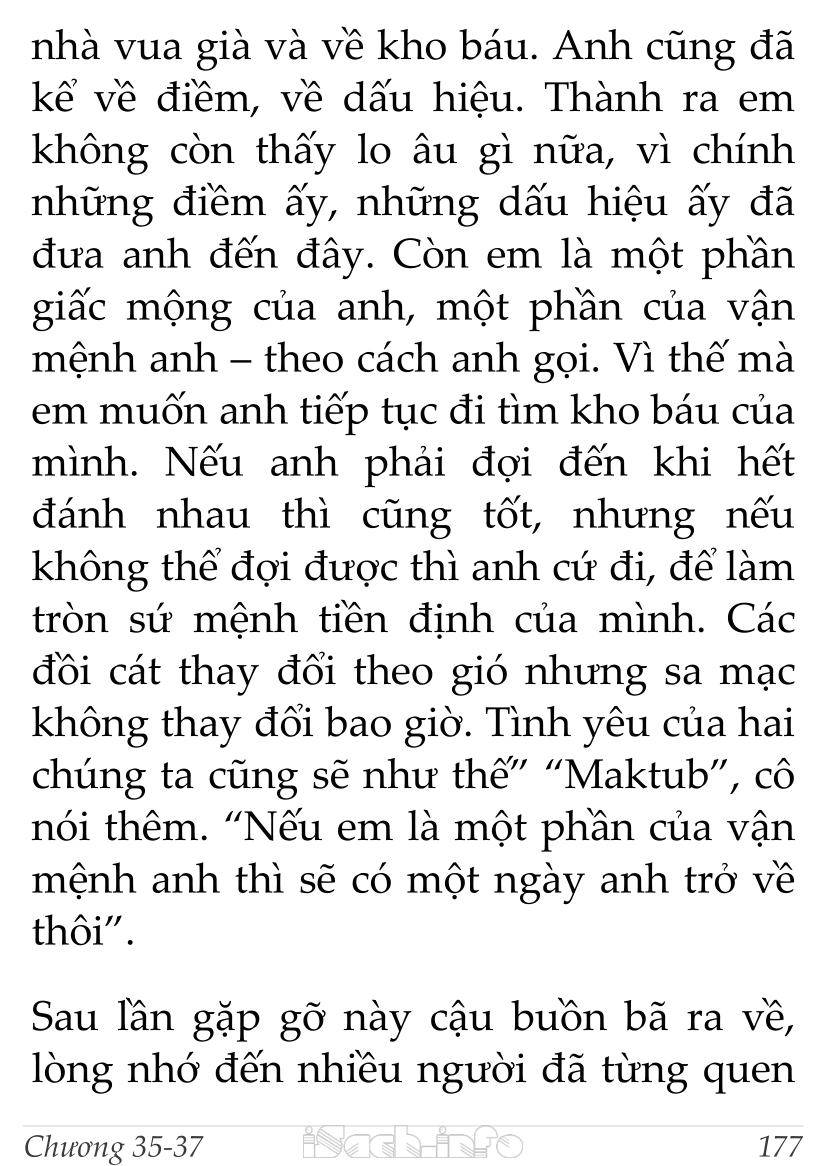 nhà vua già và về kho báu. Anh cũng đã
kể về điềm, về dấu hiệu. Thành ra em
không còn thấy lo âu gì nữa, vì chính
những điềm ấy, những dấu hiệu ấy đã
đưa anh đến đây. Còn em là một phần
giấc mộng của anh, một phần của vận
mệnh anh – theo cách anh gọi. Vì thế mà
em muốn anh tiếp tục đi tìm kho báu của
mình. Nếu anh phải đợi đến khi hết
đánh nhau thì cũng tốt, nhưng nếu
không thể đợi được thì anh cứ đi, để làm
tròn sứ mệnh tiền định của mình. Các
đồi cát thay đổi theo gió nhưng sa mạc
không thay đổi bao giờ. Tình yêu của hai
chúng ta cũng sẽ như thế” “Maktub”, cô
nói thêm. “Nếu em là một phần của vận
mệnh anh thì sẽ có một ngày anh trở về
thôi”.
Sau lần gặp gỡ này cậu buồn bã ra về,
lòng nhớ đến nhiều người đã từng quen
Chương 35-37 iSach.info 177